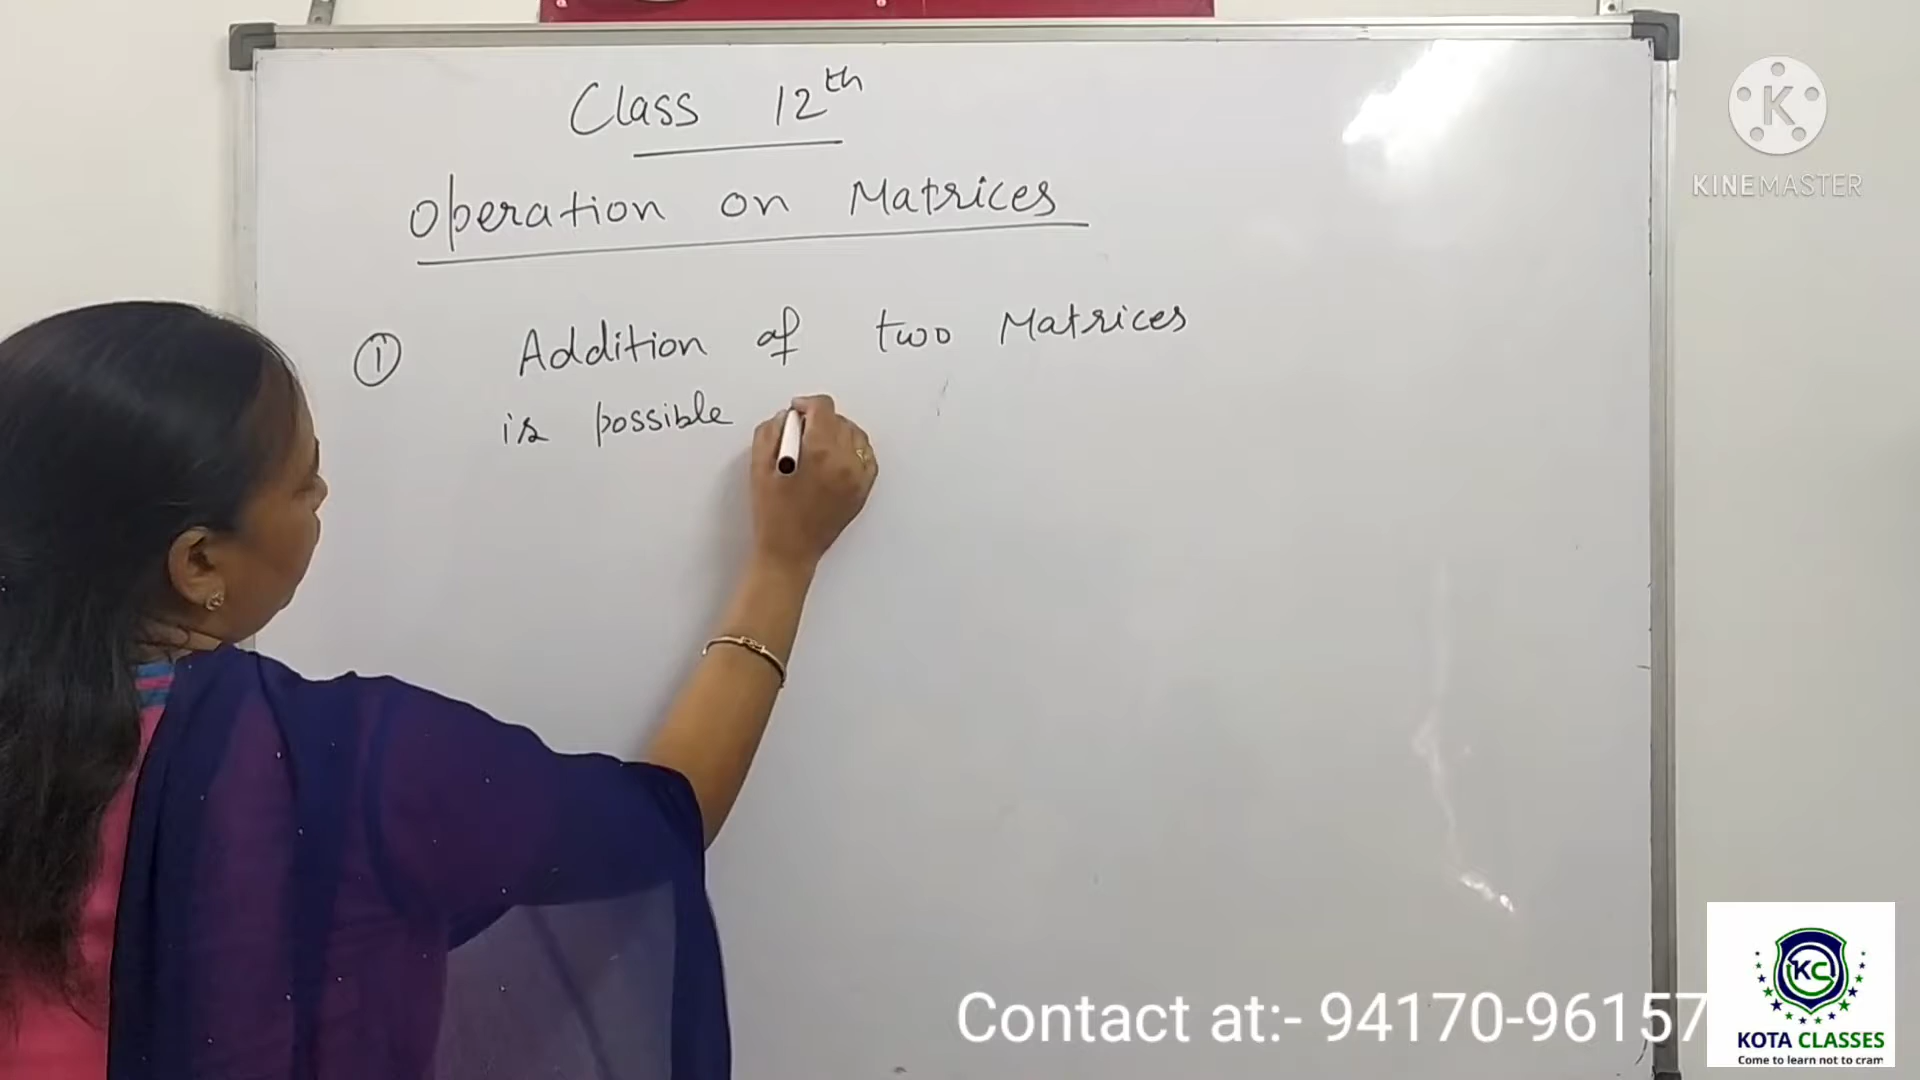 Class 12th
Operation on Matrices
① Addition of two Matrices
is possible
K
KINEMASTER
Contact at:- 94170-96157
KC
KOTA CLASSES
Come to learn not to cram